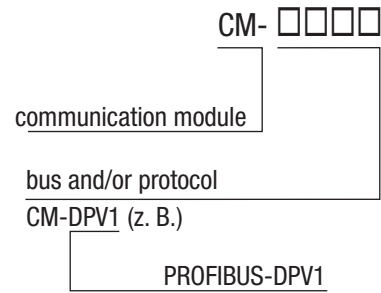 CM- □□□□
communication module
bus and/or protocol
CM-DPV1 (z. B.)
PROFIBUS-DPV1